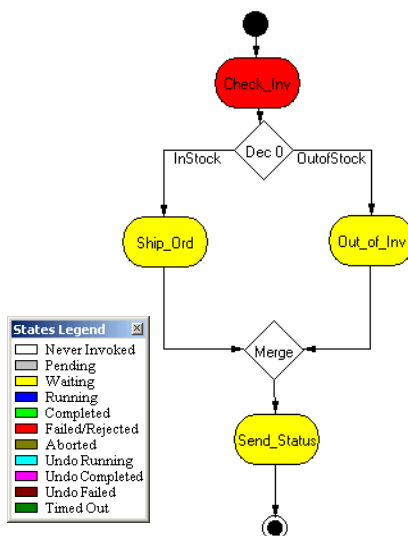 Check_Inv
Dec 0
InStock
OutofStock
Ship_Ord
Out_of_Inv
Merge
Send_Status
States Legend
Never Invoked
Pending
Waiting
Running
Completed
Failed/Rejected
Aborted
Undo Running
Undo Completed
Undo Failed
Timed Out